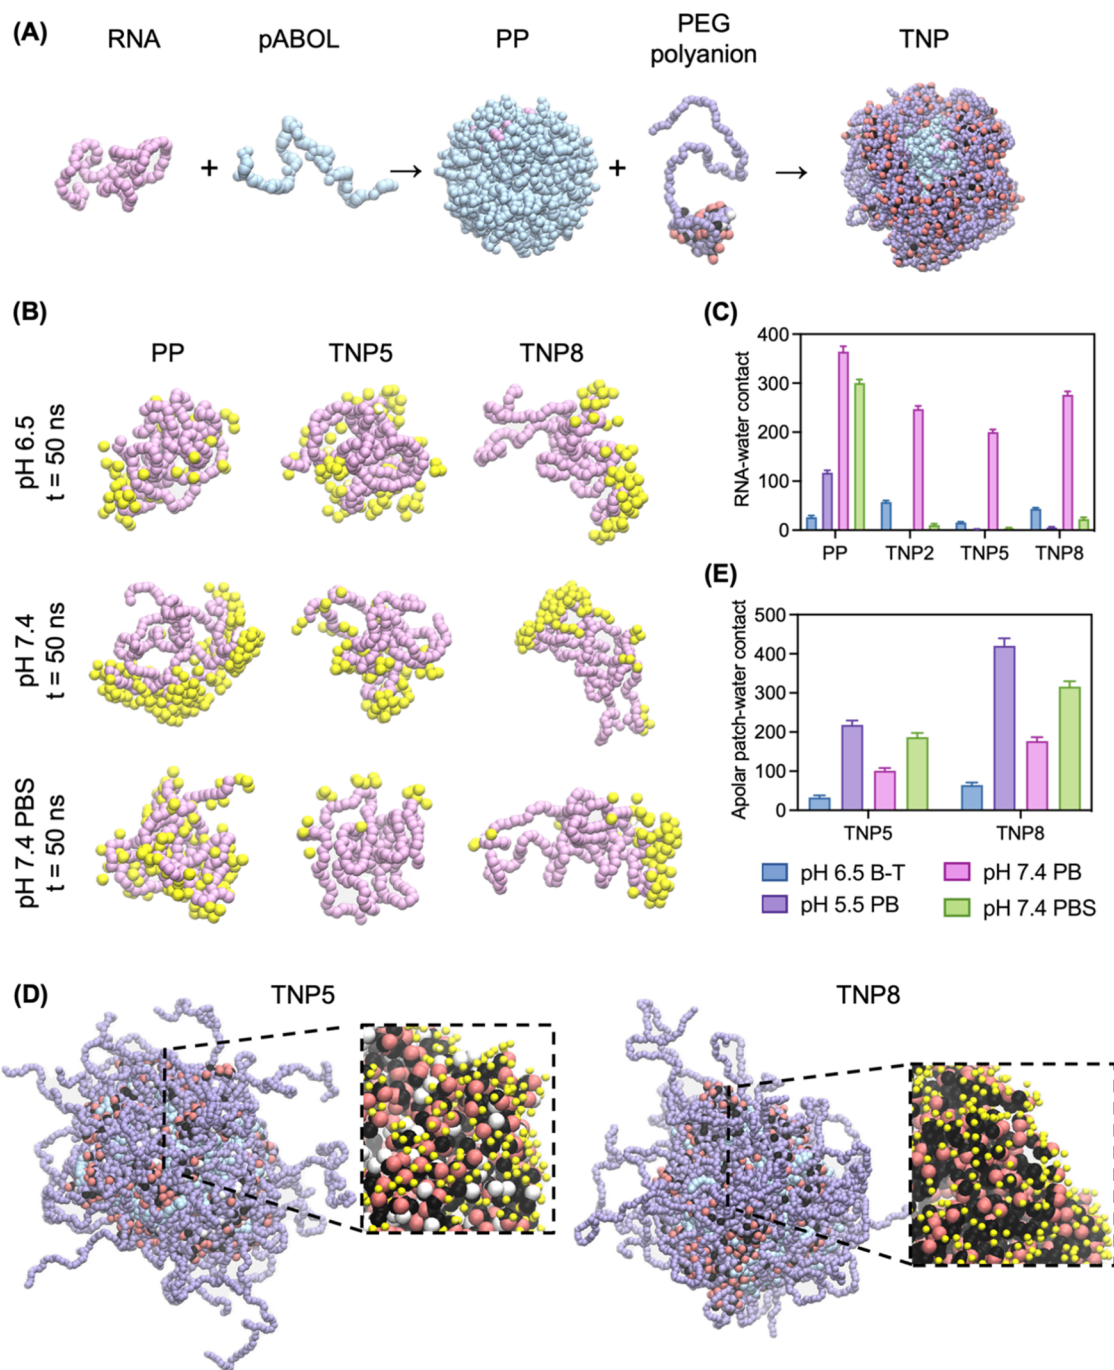 (A)
RNA
pABOL
PP
PEG
polyanion
TNP
+
→
+
→
(B)
PP
TNP5
TNP8
pH 6.5
t = 50 ns
pH 7.4
t = 50 ns
pH 7.4 PBS
t = 50 ns
(C)
RNA-water contact
400
300
200
100
0
PP
TNP2
TNP5
TNP8
(E)
Apolar patch-water contact
500
400
300
200
100
0
TNP5
TNP8
pH 6.5 B-T
pH 7.4 PB
pH 5.5 PB
pH 7.4 PBS
(D)
TNP5
TNP8